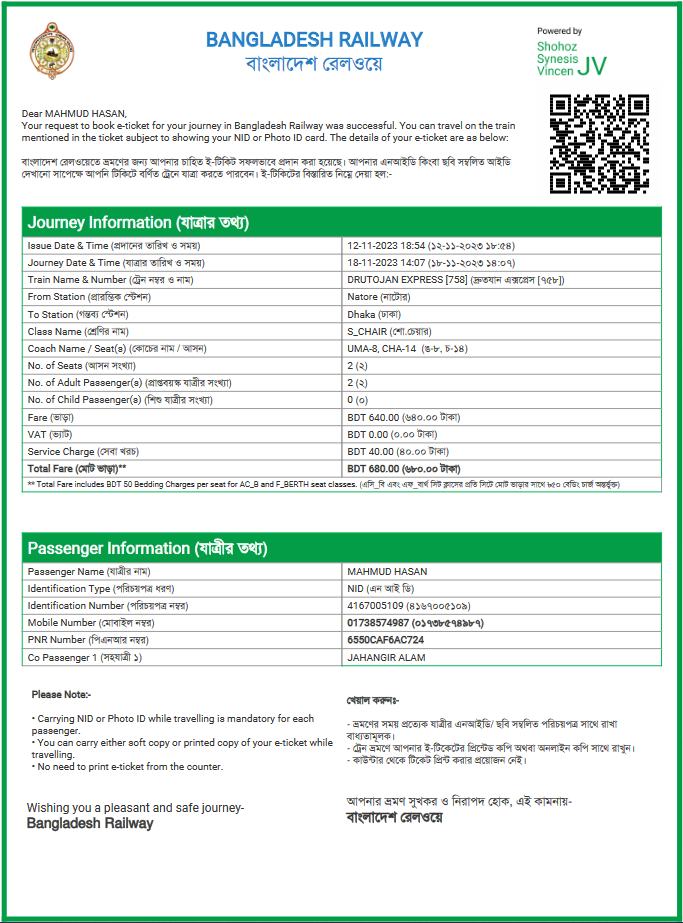 BANGLADESH RAILWAY
বাংলাদেশ রেলওয়ে
Powered by
Shohoz
Synesis
Vincen JV
Dear MAHMUD HASAN,
Your request to book e-ticket for your journey in Bangladesh Railway was successful. You can travel on the train
mentioned in the ticket subject to showing your NID or Photo ID card. The details of your e-ticket are as below:
বাংলাদেশ রেলওয়েতে ভ্রমণের জন্য আপনার চাহিত ই-টিকিট সফলভাবে প্রদান করা হয়েছে। আপনার এনআইডি কিংবা ছবি সম্বলিত আইডি
দেখানো সাপেক্ষে আপনি টিকিটে বর্ণিত ট্রেনে যাত্রা করতে পারবেন। ই-টিকিটের বিস্তারিত নিম্নে দেয়া হল:-
Journey Information (যাত্রার তথ্য)
Issue Date & Time (প্রদানের তারিখ ও সময়) 12-11-2023 18:54 (১২-১১-২০২৩ ১৮:৫৪)
Journey Date & Time (যাত্রার তারিখ ও সময়) 18-11-2023 14:07 (১৮-১১-২০২৩ ১৪:০৭)
Train Name & Number (ট্রেন নম্বর ও নাম) DRUTOJAN EXPRESS [758] (দ্রুতযান এক্সপ্রেস [৭৫৮])
From Station (প্রারম্ভিক স্টেশন) Natore (নাটোর)
To Station (গন্তব্য স্টেশন) Dhaka (ঢাকা)
Class Name (শ্রেণির নাম) S_CHAIR (শো.চেয়ার)
Coach Name / Seat(s) (কোচের নাম / আসন) UMA-8, CHA-14 (ঙ-৮, চ-১৪)
No. of Seats (আসন সংখ্যা) 2 (২)
No. of Adult Passenger(s) (প্রাপ্তবয়স্ক যাত্রীর সংখ্যা) 2 (২)
No. of Child Passenger(s) (শিশু যাত্রীর সংখ্যা) 0 (০)
Fare (ভাড়া) BDT 640.00 (৬৪০.০০ টাকা)
VAT (ভ্যাট) BDT 0.00 (০.০০ টাকা)
Service Charge (সেবা খরচ) BDT 40.00 (৪০.০০ টাকা)
Total Fare (মোট ভাড়া)** BDT 680.00 (৬৮০.০০ টাকা)
** Total Fare includes BDT 50 Bedding Charges per seat for AC_B and F_BERTH seat classes. (এসি_বি এবং এফ_বার্থ সিট ক্লাসের প্রতি সিটে মোট ভাড়ার সাথে ৳৫০ বেডিং চার্জ অন্তর্ভুক্ত)
Passenger Information (যাত্রীর তথ্য)
Passenger Name (যাত্রীর নাম) MAHMUD HASAN
Identification Type (পরিচয়পত্র ধরণ) NID (এন আই ডি)
Identification Number (পরিচয়পত্র নম্বর) 4167005109 (৪১৬৭০০৫১০৯)
Mobile Number (মোবাইল নম্বর) 01738574987 (০১৭৩৮৫৭৪৯৮৭)
PNR Number (পিএনআর নম্বর) 6550CAF6AC724
Co Passenger 1 (সহযাত্রী ১) JAHANGIR ALAM
Please Note:-
• Carrying NID or Photo ID while travelling is mandatory for each
passenger.
• You can carry either soft copy or printed copy of your e-ticket while
travelling.
• No need to print e-ticket from the counter.
Wishing you a pleasant and safe journey-
Bangladesh Railway
খেয়াল করুনঃ-
- ভ্রমণের সময় প্রত্যেক যাত্রীর এনআইডি/ ছবি সম্বলিত পরিচয়পত্র সাথে রাখা
বাধ্যতামূলক।
- ট্রেন ভ্রমণে আপনার ই-টিকেটের প্রিন্টেড কপি অথবা অনলাইন কপি সাথে রাখুন।
- কাউন্টার থেকে টিকেট প্রিন্ট করার প্রয়োজন নেই।
আপনার ভ্রমণ সুখকর ও নিরাপদ হোক, এই কামনায়-
বাংলাদেশ রেলওয়ে